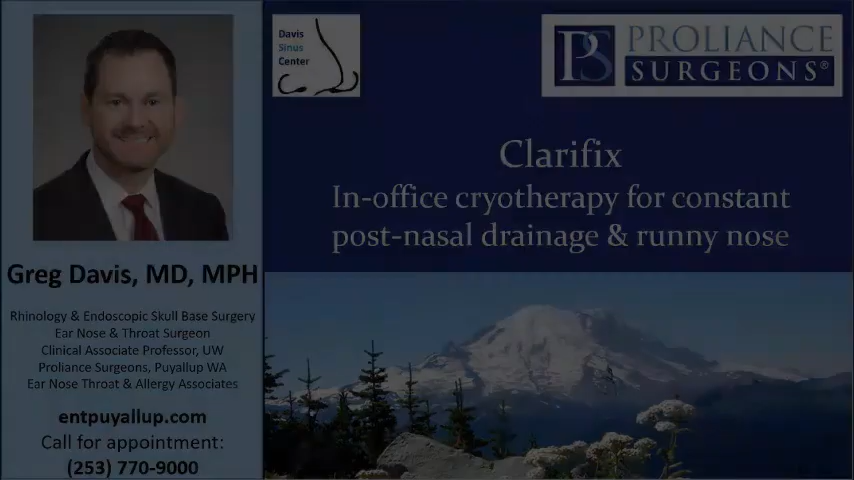 Davis
Sinus
Center
PS
PROLIANCE
SURGEONS®
Clarifix
In-office cryotherapy for constant
post-nasal drainage & runny nose
Greg Davis, MD, MPH
Rhinology & Endoscopic Skull Base Surgery
Ear Nose & Throat Surgeon
Clinical Associate Professor, UW
Proliance Surgeons, Puyallup WA
Ear Nose Throat & Allergy Associates
entpuyallup.com
Call for appointment:
(253) 770-9000